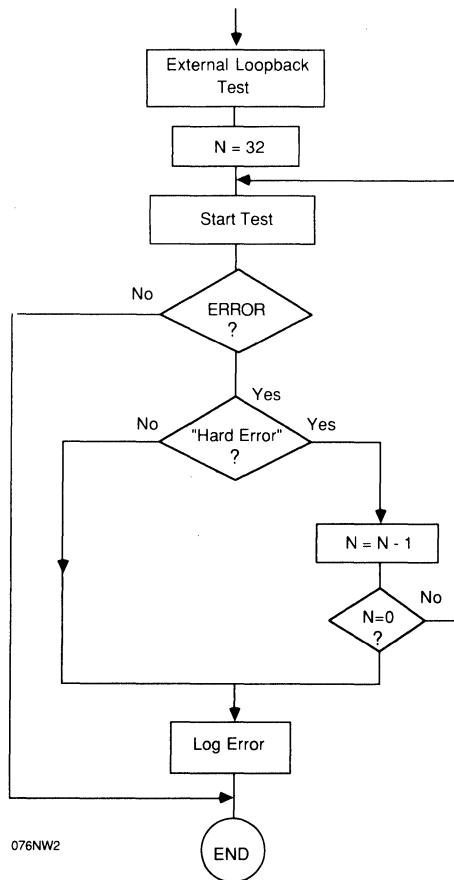 External Loopback
Test
N = 32
Start Test
No
ERROR
?
Yes
No
"Hard Error"
?
Yes
N = N - 1
N=0
?
No
Log Error
END
076NW2